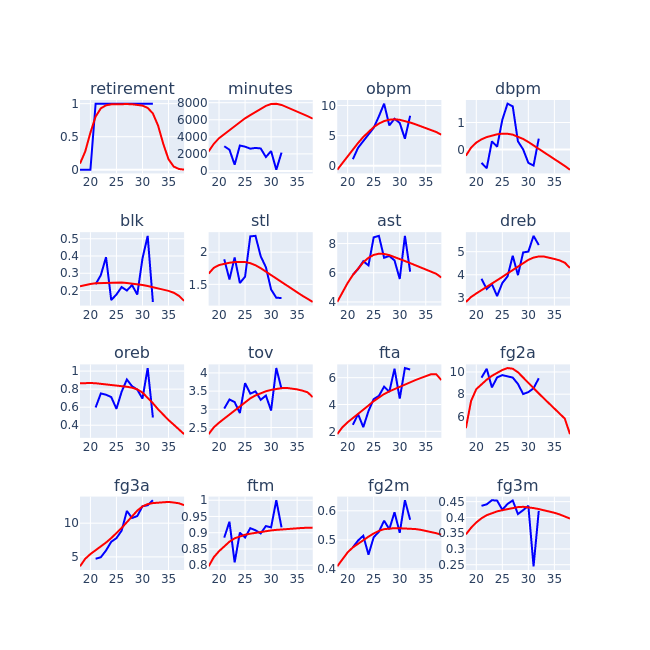 retirement minutes obpm dbpm
1 0.5 0 20 25 30 35
8000 6000 4000 2000 0 20 25 30 35
10 5 0 20 25 30 35
1 0 20 25 30 35
blk stl ast dreb
0.5 0.4 0.3 0.2 20 25 30 35
2 1.5 20 25 30 35
8 6 4 20 25 30 35
5 4 3 20 25 30 35
oreb tov fta fg2a
1 0.8 0.6 0.4 20 25 30 35
4 3.5 3 2.5 20 25 30 35
6 4 2 20 25 30 35
10 8 6 20 25 30 35
fg3a ftm fg2m fg3m
10 5 20 25 30 35
1 0.95 0.9 0.85 0.8 20 25 30 35
0.6 0.5 0.4 20 25 30 35
0.45 0.4 0.35 0.3 0.25 20 25 30 35